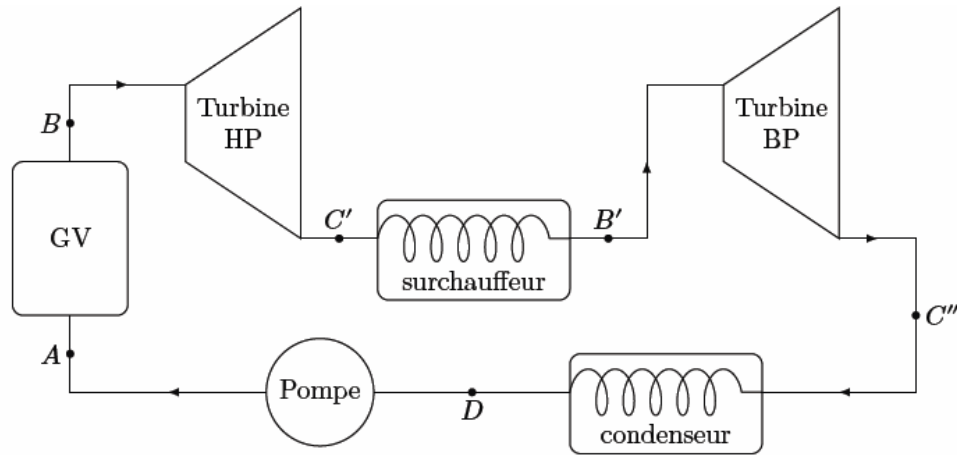 Turbine
HP
Turbine
BP
B
GV
C′
B′
surchauffeur
C″
A
Pompe
D
condenseur